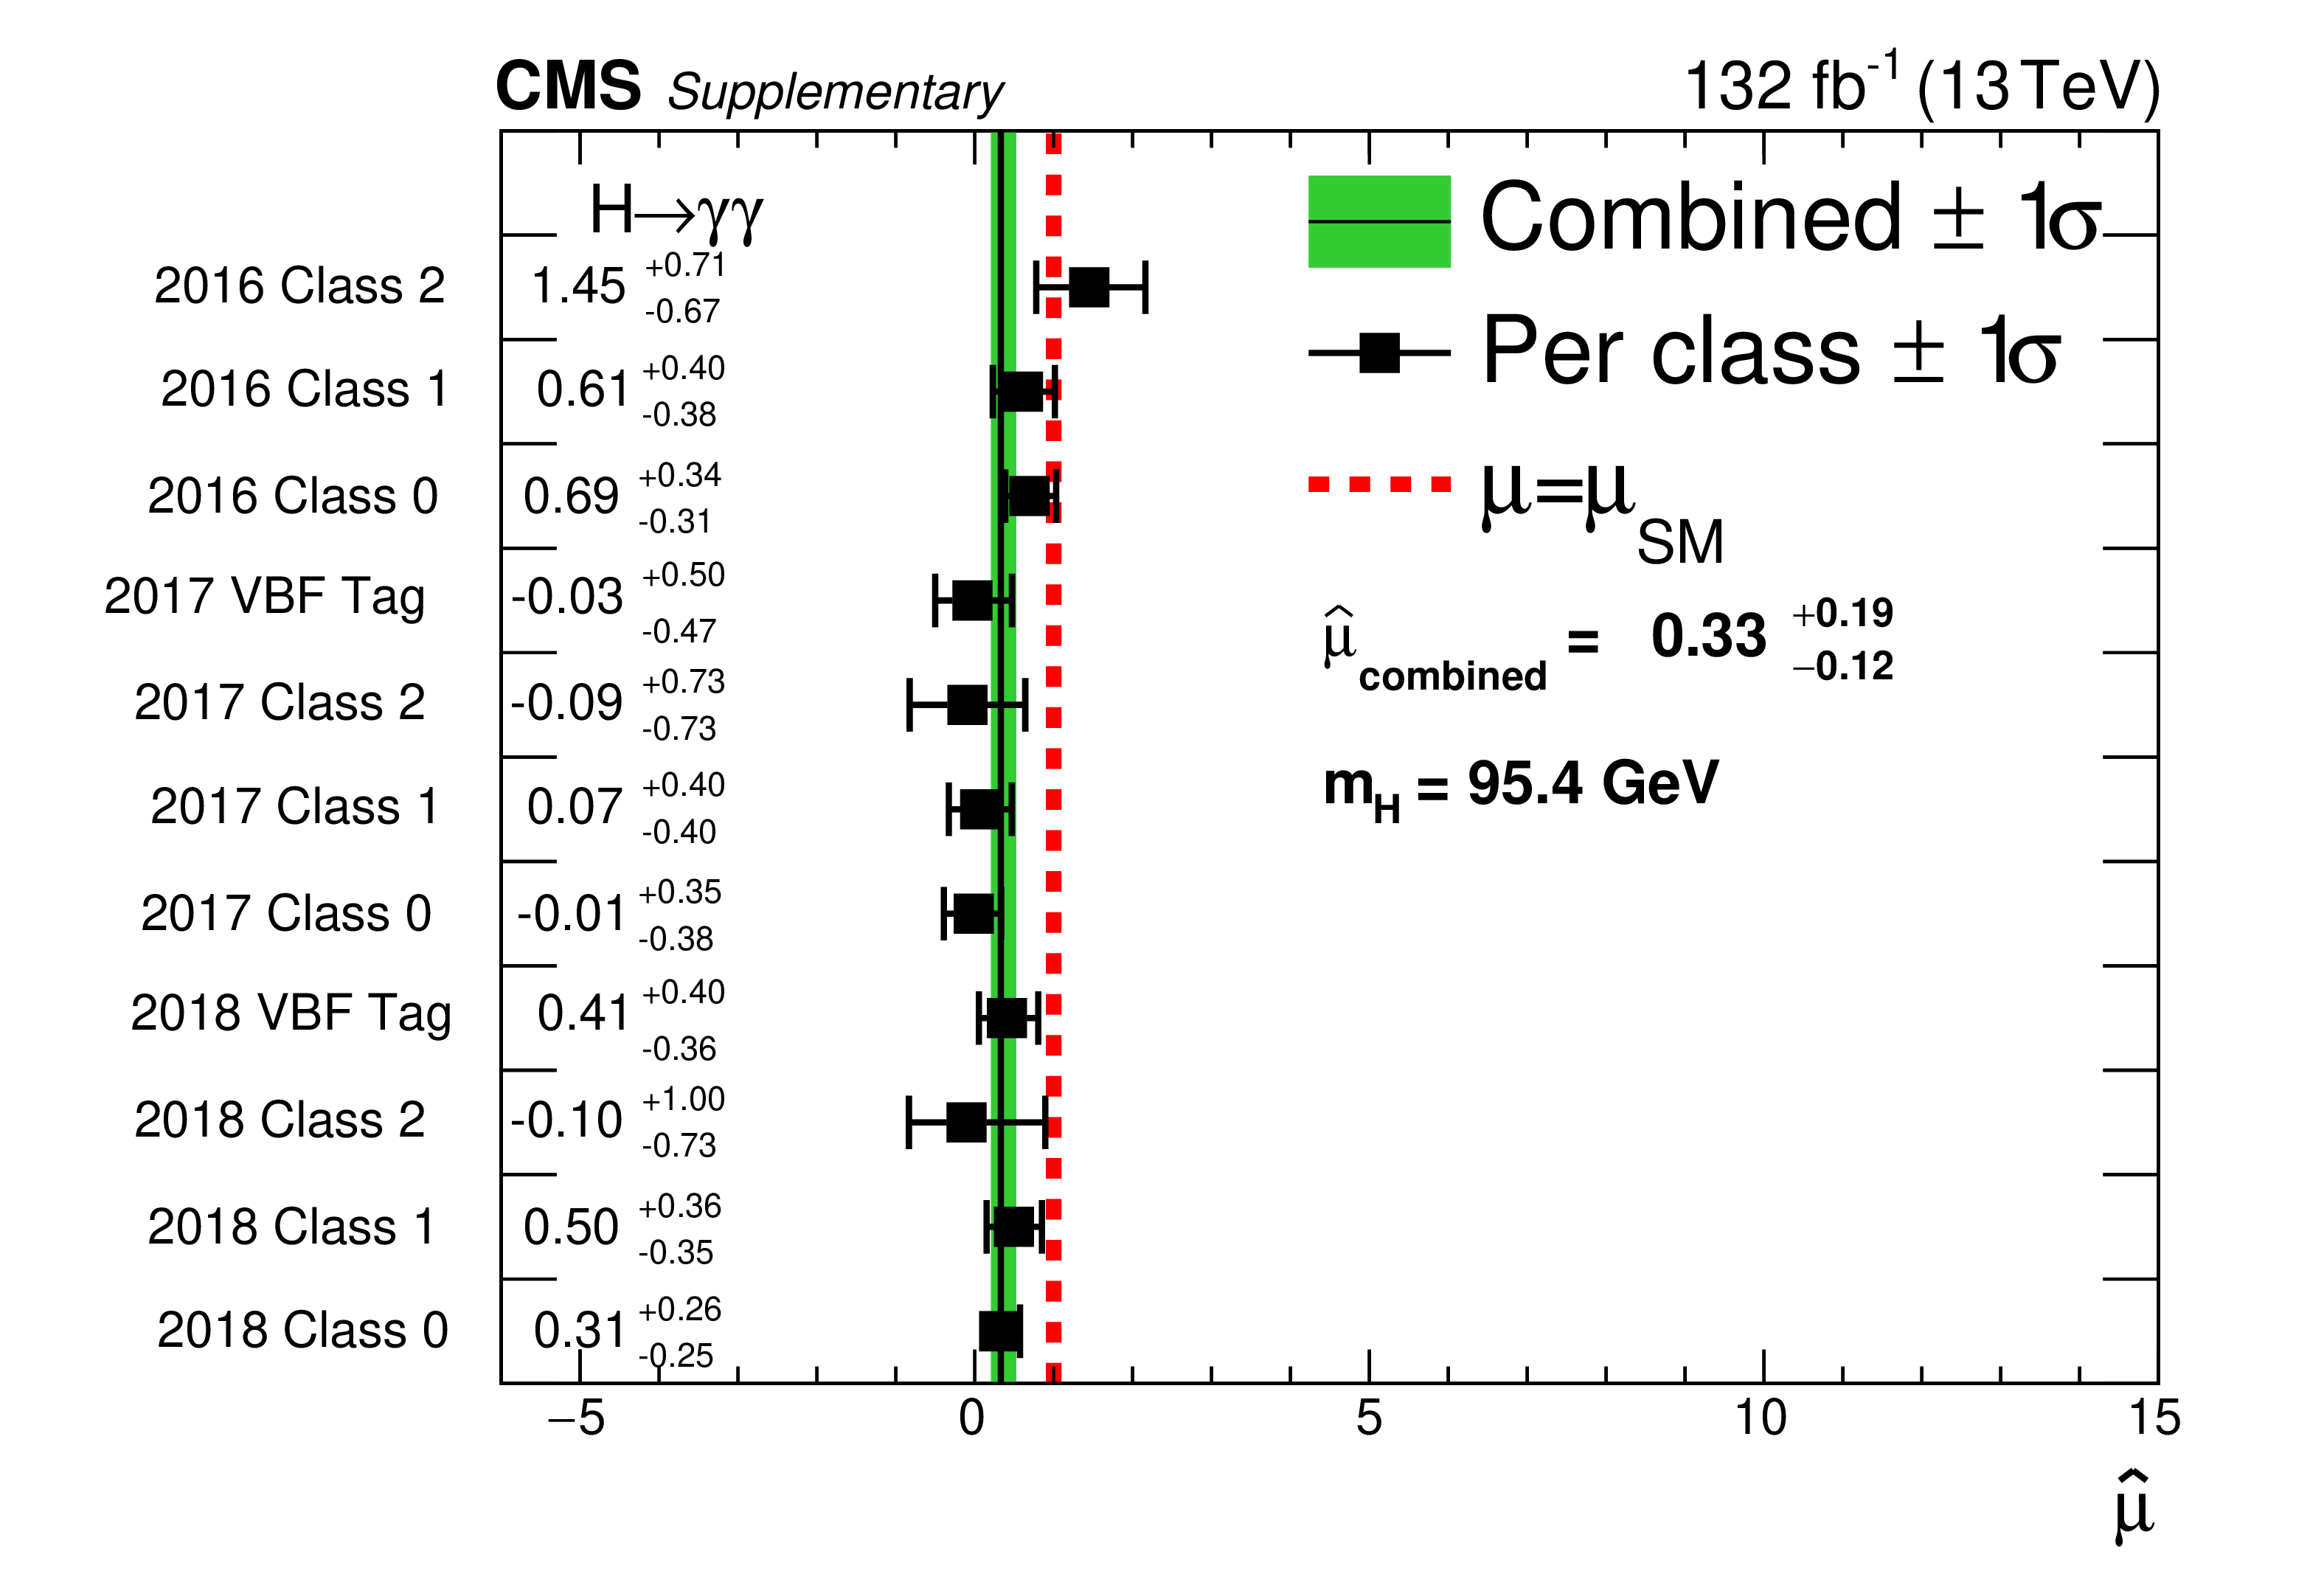 CMS Supplementary 132 fb-1 (13 TeV)
H→γγ
Combined ± 1σ
Per class ± 1σ
μ=μSM
μ̂combined = 0.33 +0.19 −0.12
mH = 95.4 GeV
2016 Class 2 1.45 +0.71 -0.67
2016 Class 1 0.61 +0.40 -0.38
2016 Class 0 0.69 +0.34 -0.31
2017 VBF Tag -0.03 +0.50 -0.47
2017 Class 2 -0.09 +0.73 -0.73
2017 Class 1 0.07 +0.40 -0.40
2017 Class 0 -0.01 +0.35 -0.38
2018 VBF Tag 0.41 +0.40 -0.36
2018 Class 2 -0.10 +1.00 -0.73
2018 Class 1 0.50 +0.36 -0.35
2018 Class 0 0.31 +0.26 -0.25
−5 0 5 10 15
μ̂